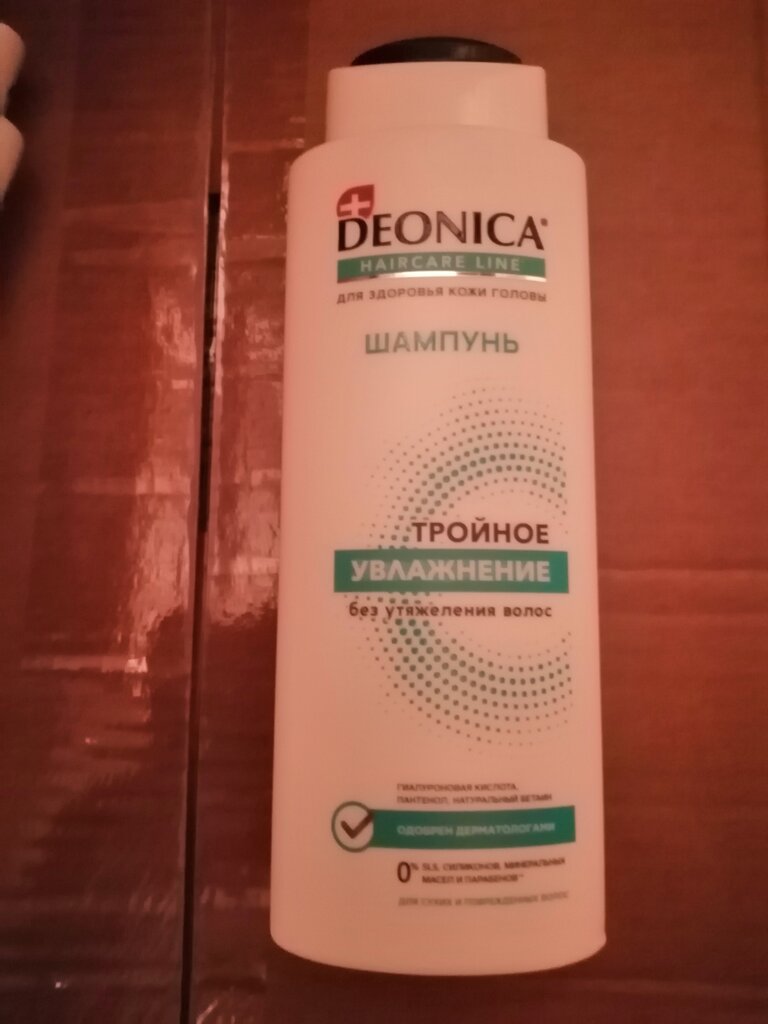 DEONICA
HAIRCARE LINE
ДЛЯ ЗДОРОВЬЯ КОЖИ ГОЛОВЫ
ШАМПУНЬ
ТРОЙНОЕ
УВЛАЖНЕНИЕ
без утяжеления волос
ГИАЛУРОНОВАЯ КИСЛОТА,
ПАНТЕНОЛ, НАТУРАЛЬНЫЙ БЕТАИН
ОДОБРЕН ДЕРМАТОЛОГАМИ
0% SLS, СИЛИКОНОВ, МИНЕРАЛЬНЫХ
МАСЕЛ И ПАРАБЕНОВ**
ДЛЯ СУХИХ И ПОВРЕЖДЕННЫХ ВОЛОС